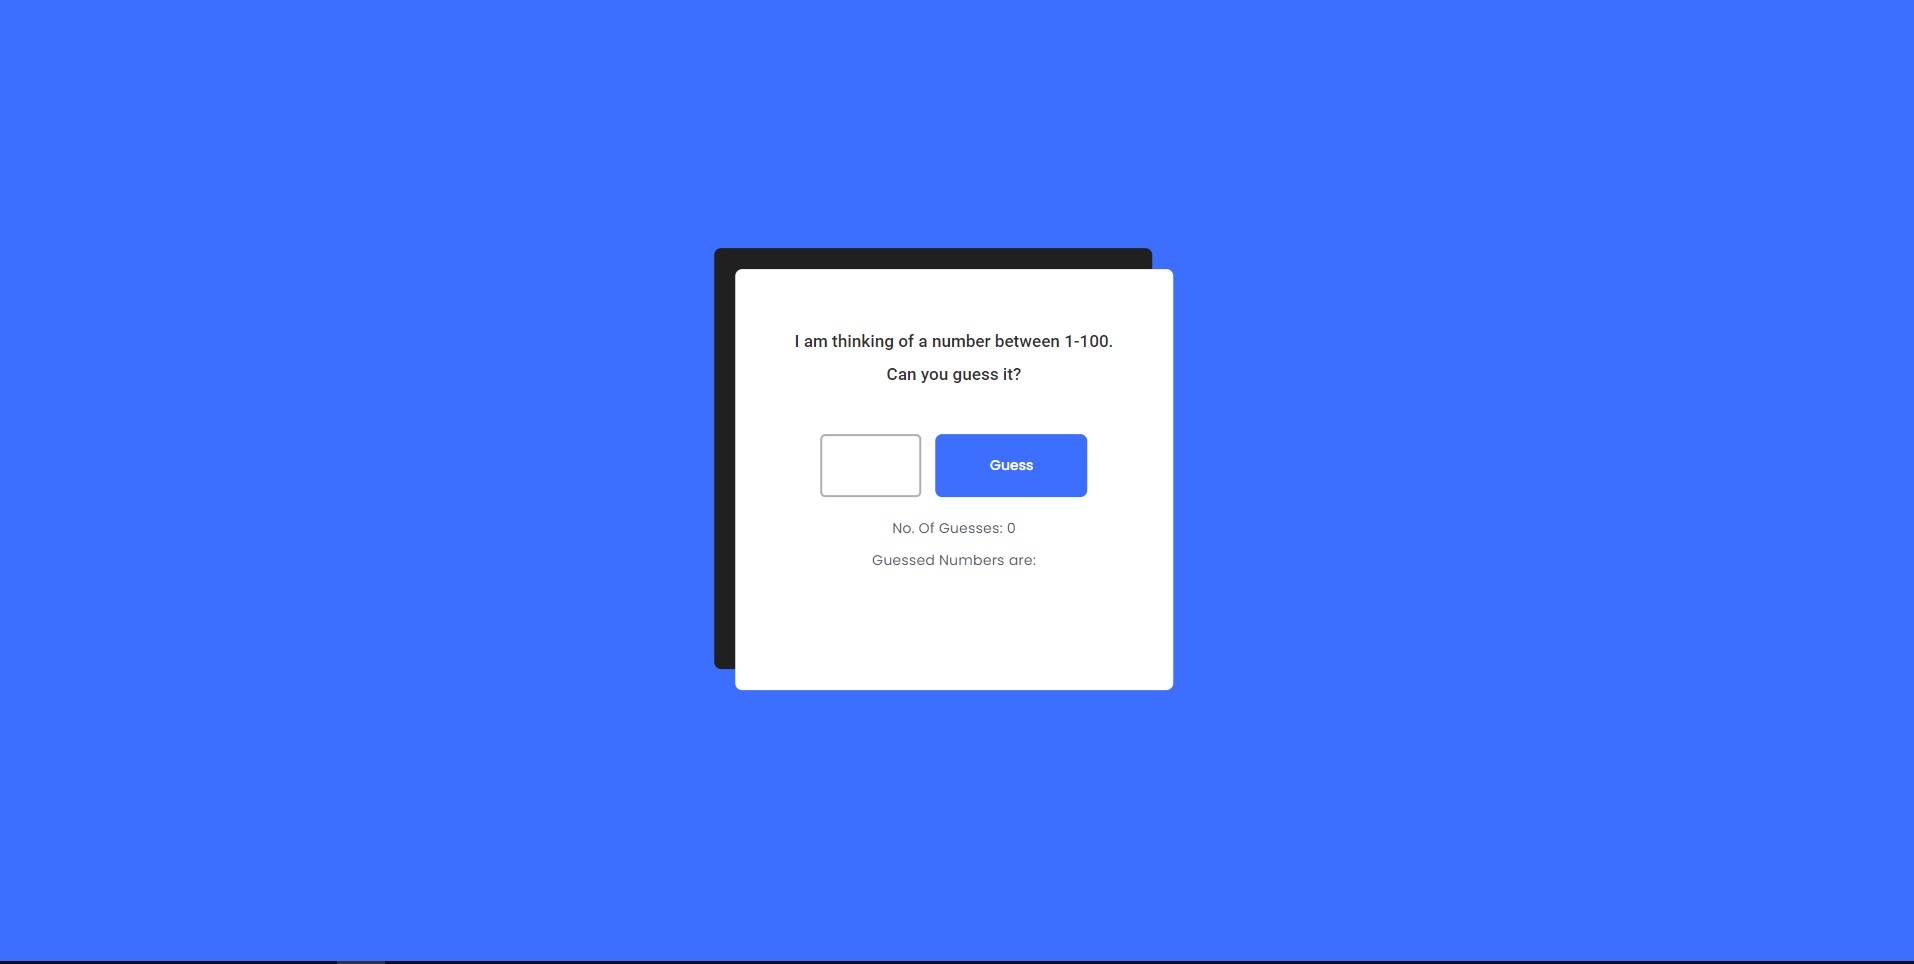 I am thinking of a number between 1-100.
Can you guess it?
Guess
No. Of Guesses: 0
Guessed Numbers are: